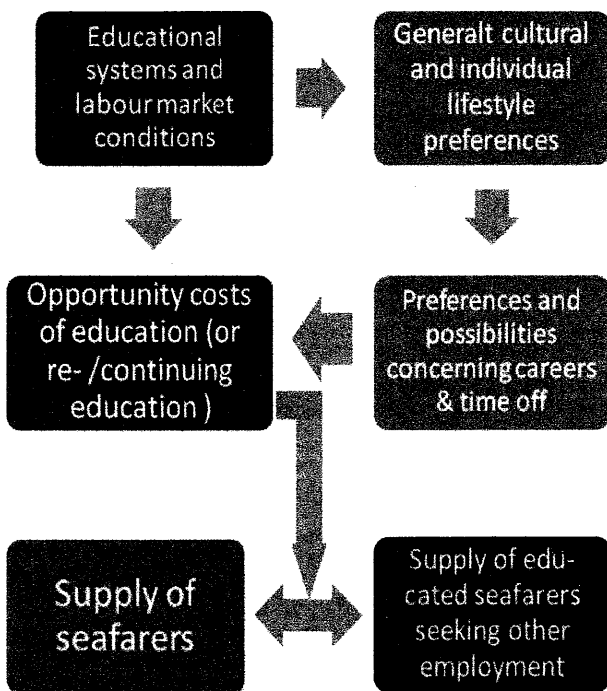 Educational
systems and
labour market
conditions
Generalt cultural
and individual
lifestyle
preferences
Opportunity costs
of education (or
re- /continuing
education )
Preferences and
possibilities
concerning careers
& time off
Supply of
seafarers
Supply of edu-
cated seafarers
seeking other
employment